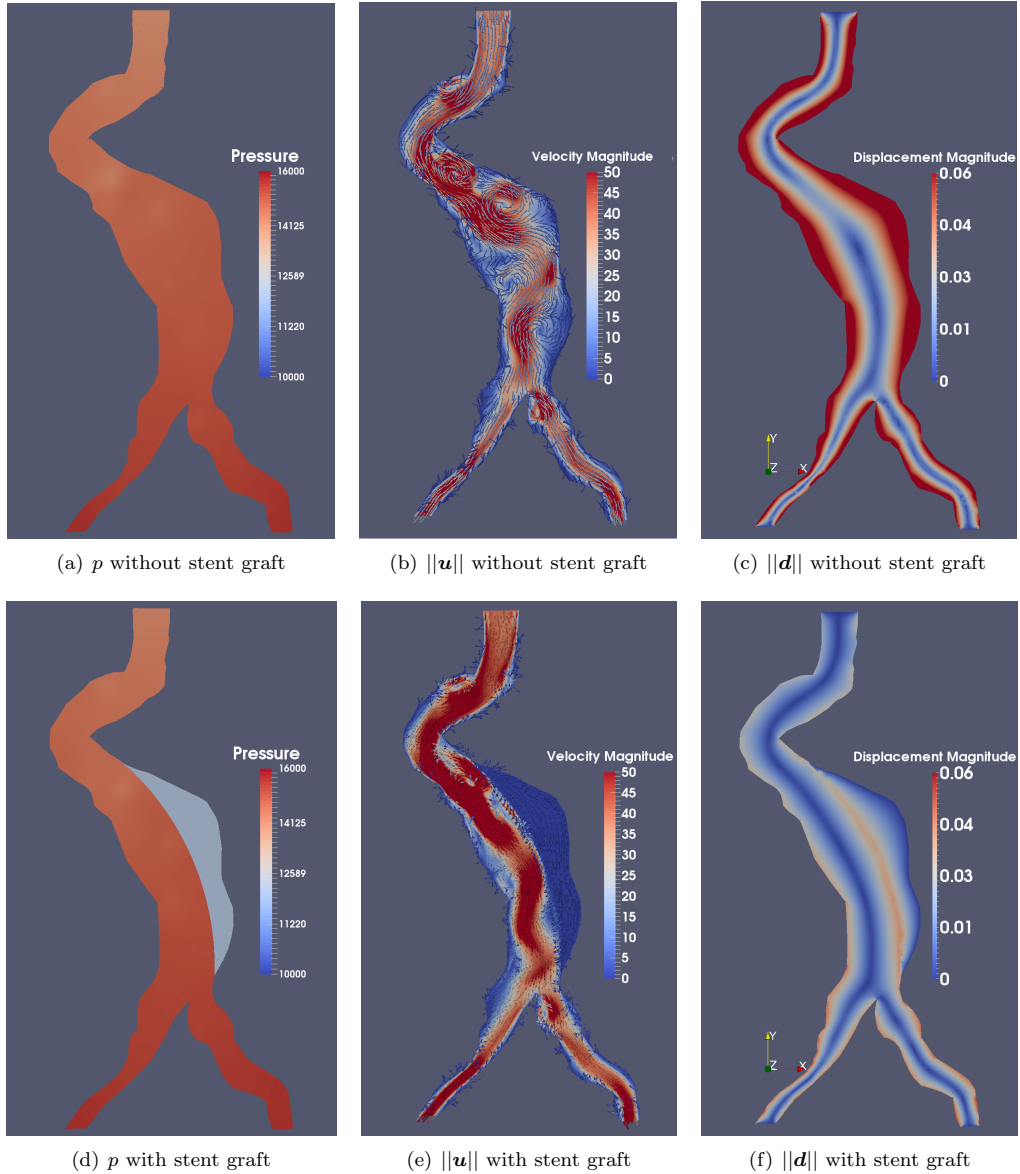 Pressure
16000
14125
12589
11220
10000
Velocity Magnitude
50
45
40
35
30
25
20
15
10
5
0
Displacement Magnitude
0.06
0.04
0.03
0.01
0
Y
Z
X
(a) p without stent graft
(b) ||u|| without stent graft
(c) ||d|| without stent graft
Pressure
16000
14125
12589
11220
10000
Velocity Magnitude
50
45
40
35
30
25
20
15
10
5
0
Displacement Magnitude
0.06
0.04
0.03
0.01
0
Y
Z
X
(d) p with stent graft
(e) ||u|| with stent graft
(f) ||d|| with stent graft